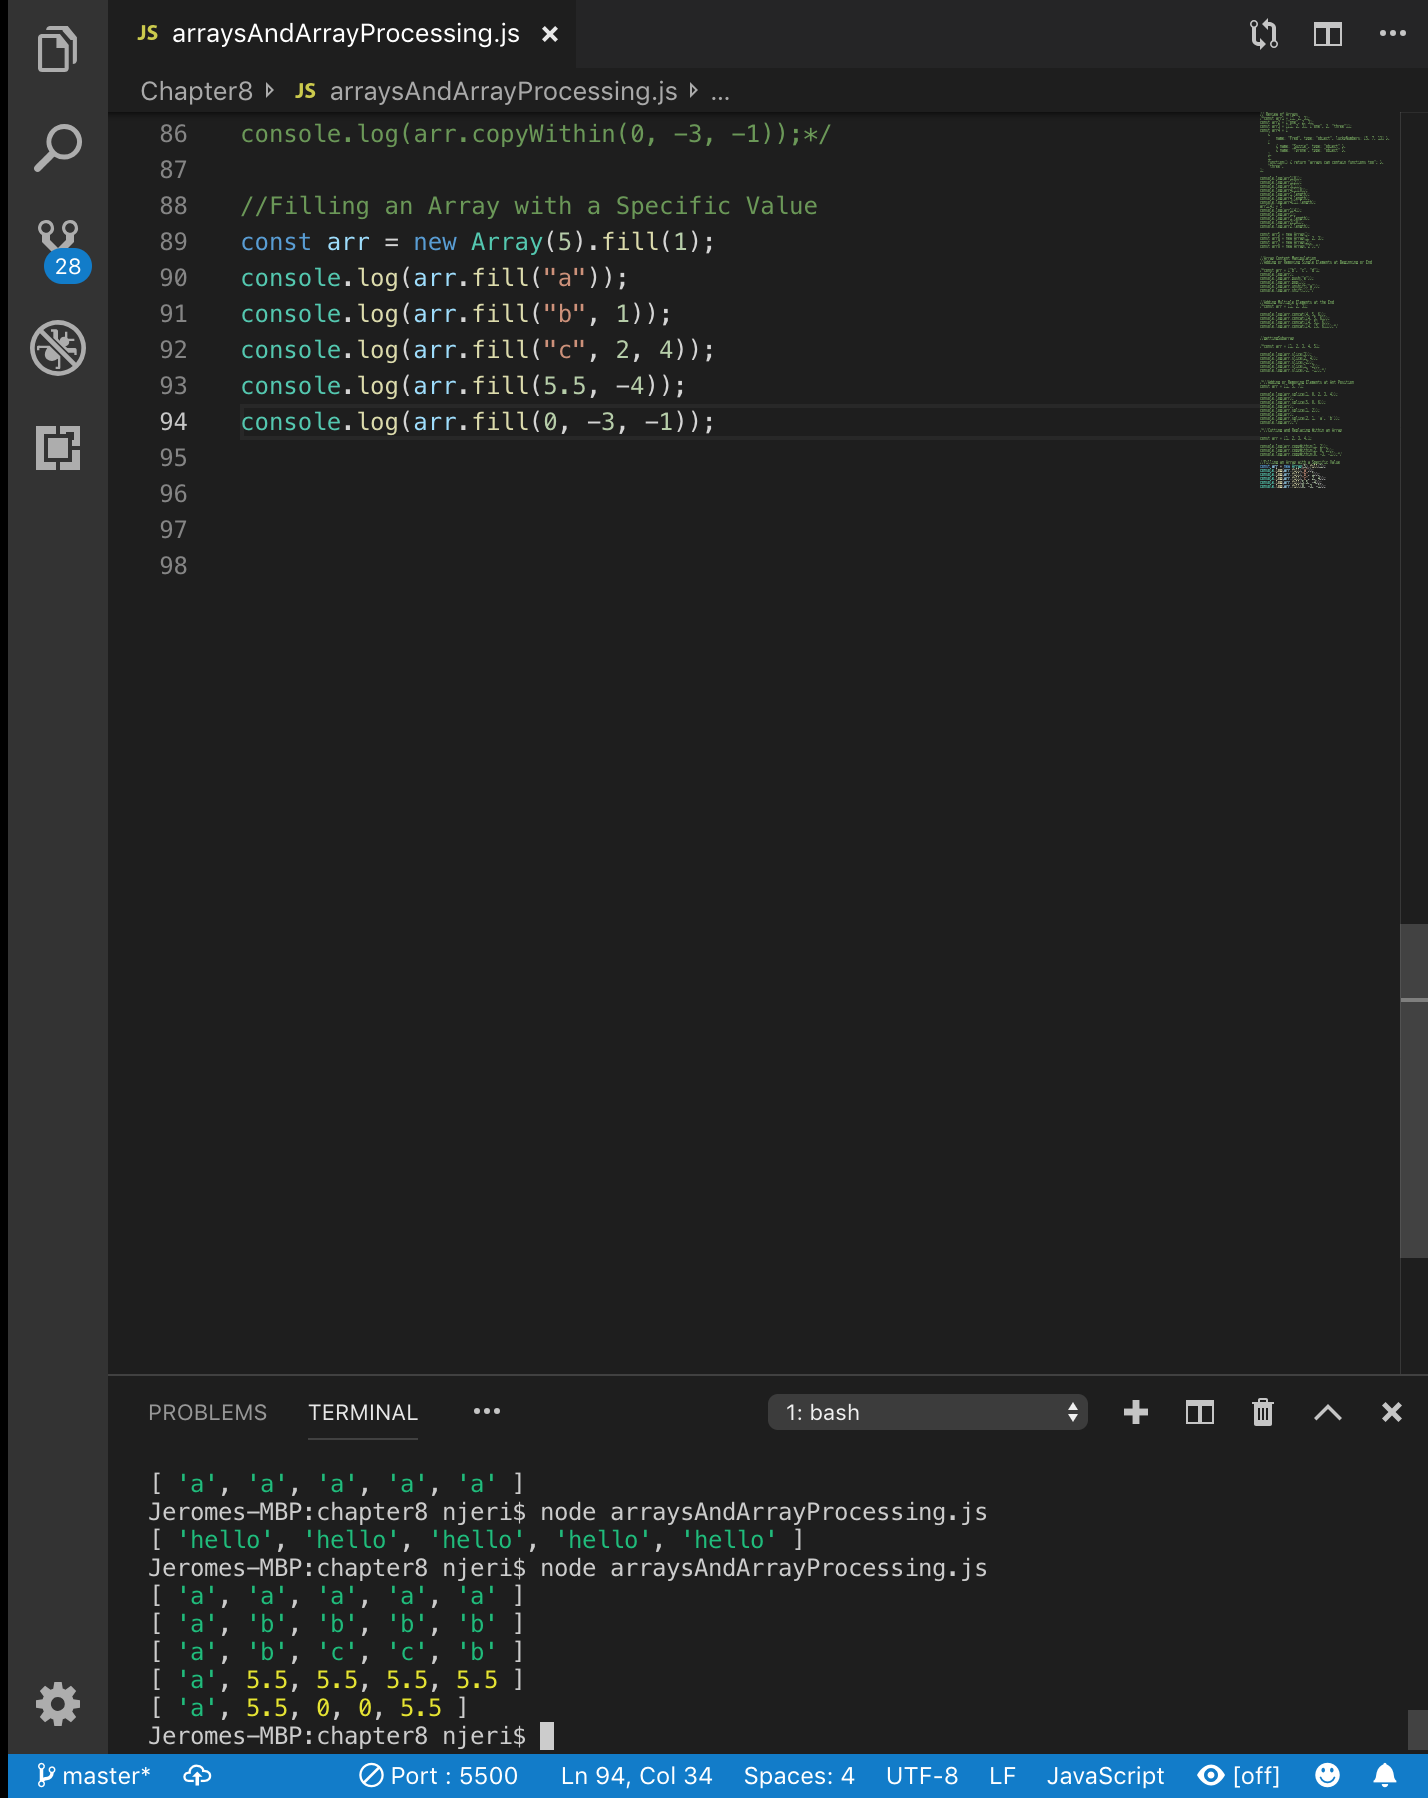 JS arraysAndArrayProcessing.js ×
Chapter8 JS arraysAndArrayProcessing.js ...
86 console.log(arr.copyWithin(0, -3, -1));*/
87
88 //Filling an Array with a Specific Value
89 const arr = new Array(5).fill(1);
90 console.log(arr.fill("a"));
91 console.log(arr.fill("b", 1));
92 console.log(arr.fill("c", 2, 4));
93 console.log(arr.fill(5.5, -4));
94 console.log(arr.fill(0, -3, -1));
95
96
97
98
28
PROBLEMS TERMINAL ... 1: bash
[ 'a', 'a', 'a', 'a', 'a' ]
Jeromes-MBP:chapter8 njeri$ node arraysAndArrayProcessing.js
[ 'hello', 'hello', 'hello', 'hello', 'hello' ]
Jeromes-MBP:chapter8 njeri$ node arraysAndArrayProcessing.js
[ 'a', 'a', 'a', 'a', 'a' ]
[ 'a', 'b', 'b', 'b', 'b' ]
[ 'a', 'b', 'c', 'c', 'b' ]
[ 'a', 5.5, 5.5, 5.5, 5.5 ]
[ 'a', 5.5, 0, 0, 5.5 ]
Jeromes-MBP:chapter8 njeri$
master* Port : 5500 Ln 94, Col 34 Spaces: 4 UTF-8 LF JavaScript [off]